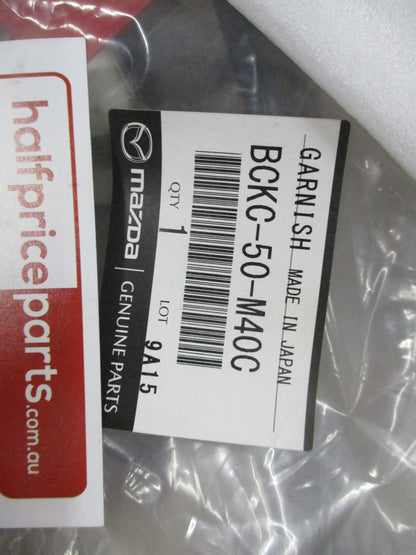 halfpriceparts.com.au
mazda | GENUINE PARTS
GARNISH MADE IN JAPAN
BCKC-50-M40C
QTY 1
LOT 9A15